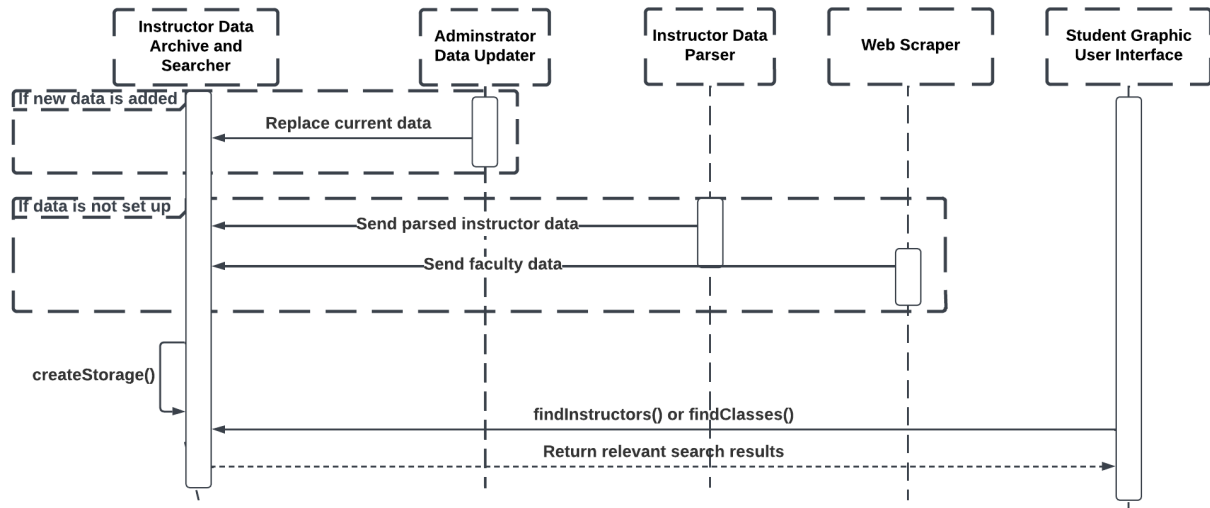 Instructor Data
Archive and
Searcher
Adminstrator
Data Updater
Instructor Data
Parser
Web Scraper
Student Graphic
User Interface
If new data is added
Replace current data
If data is not set up
Send parsed instructor data
Send faculty data
createStorage()
findInstructors() or findClasses()
Return relevant search results